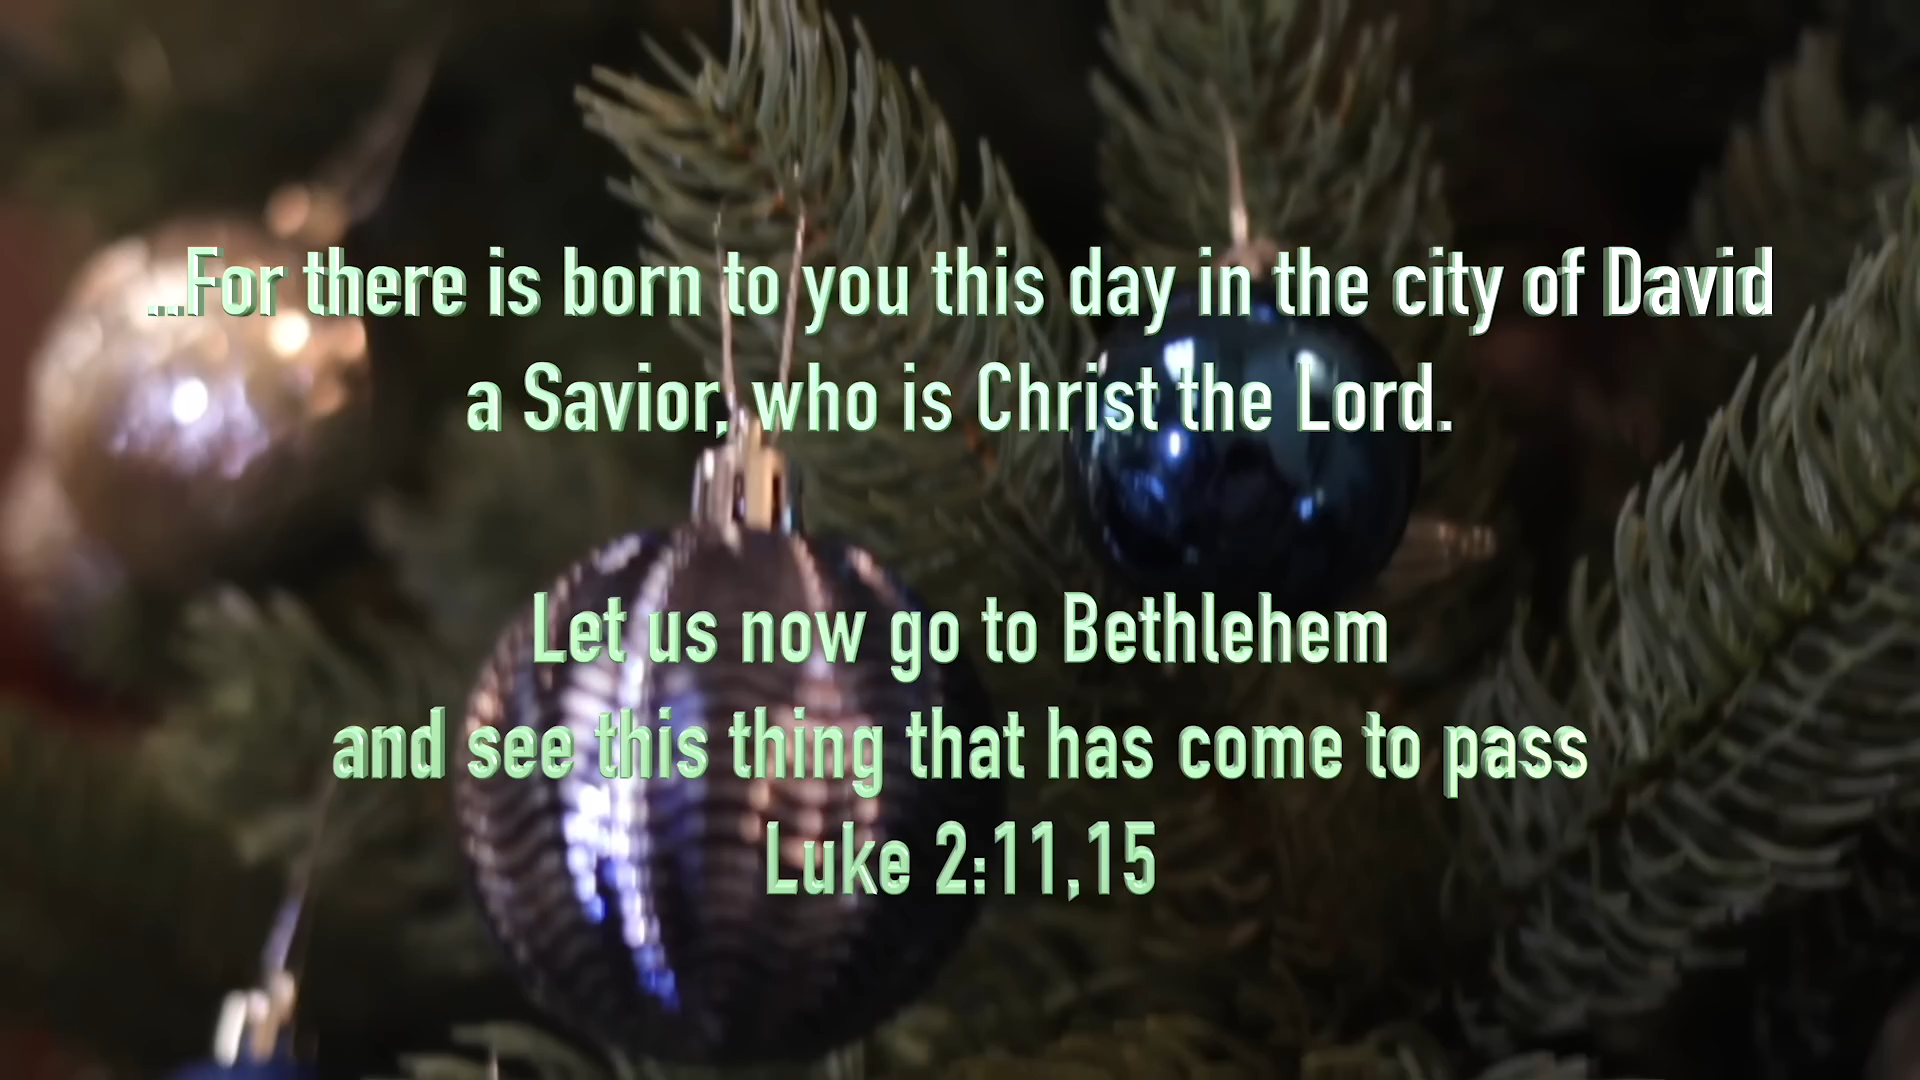 ...For there is born to you this day in the city of David
a Savior, who is Christ the Lord.
Let us now go to Bethlehem
and see this thing that has come to pass
Luke 2:11,15